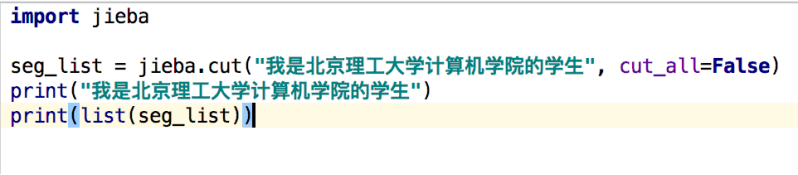 import jieba
seg_list = jieba.cut("我是北京理工大学计算机学院的学生", cut_all=False)
print("我是北京理工大学计算机学院的学生")
print(list(seg_list))